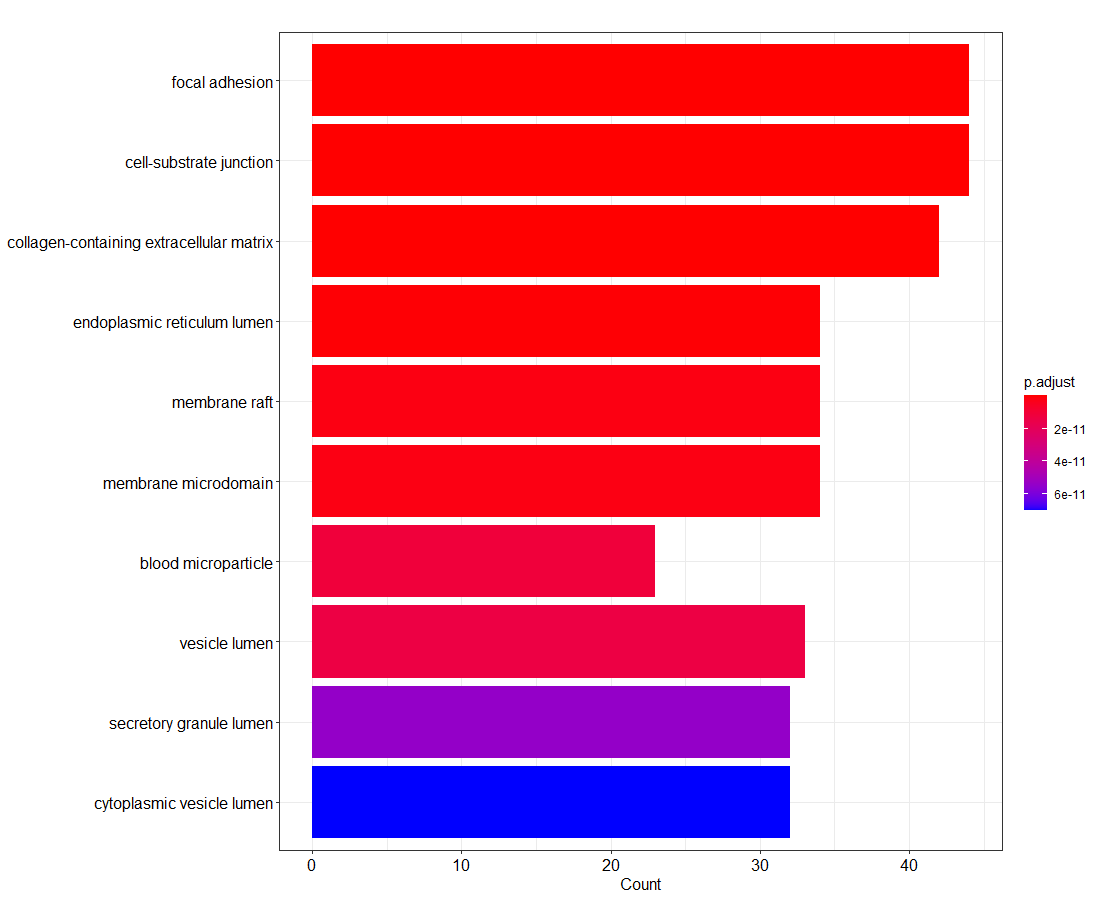 focal adhesion
cell-substrate junction
collagen-containing extracellular matrix
endoplasmic reticulum lumen
membrane raft
membrane microdomain
blood microparticle
vesicle lumen
secretory granule lumen
cytoplasmic vesicle lumen
0 10 20 30 40
Count
p.adjust
2e-11
4e-11
6e-11